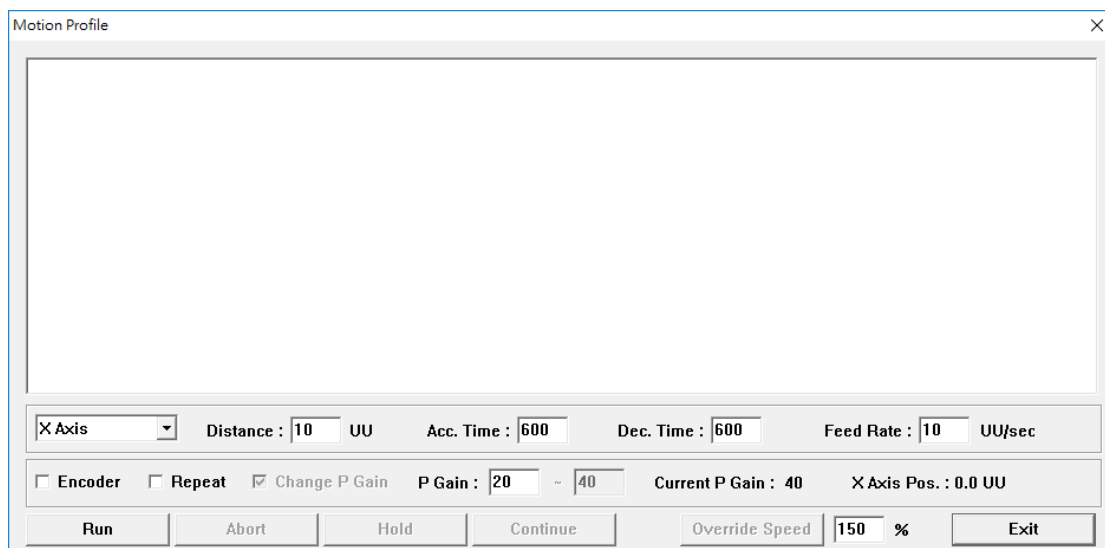 Motion Profile
X Axis Distance : 10 UU Acc. Time : 600 Dec. Time : 600 Feed Rate : 10 UU/sec
Encoder Repeat Change P Gain P Gain : 20 ~ 40 Current P Gain : 40 X Axis Pos. : 0.0 UU
Run Abort Hold Continue Override Speed 150 % Exit